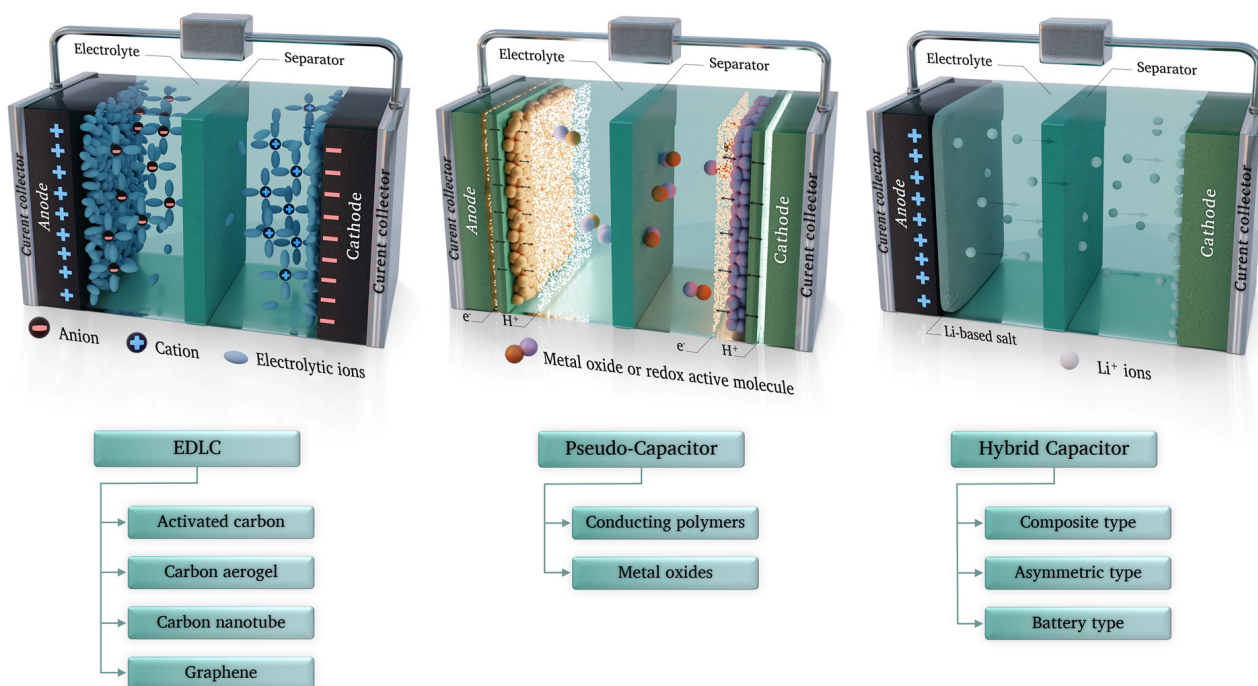 Electrolyte
Separator
Curent collector
Anode
Cathode
Curent collector
Anion
Cation
Electrolytic ions
Electrolyte
Separator
Curent collector
Anode
Cathode
Curent collector
e-
H+
e-
H+
Metal oxide or redox active molecule
Electrolyte
Separator
Curent collector
Anode
Cathode
Curent collector
Li-based salt
Li+ ions
EDLC
Activated carbon
Carbon aerogel
Carbon nanotube
Graphene
Pseudo-Capacitor
Conducting polymers
Metal oxides
Hybrid Capacitor
Composite type
Asymmetric type
Battery type